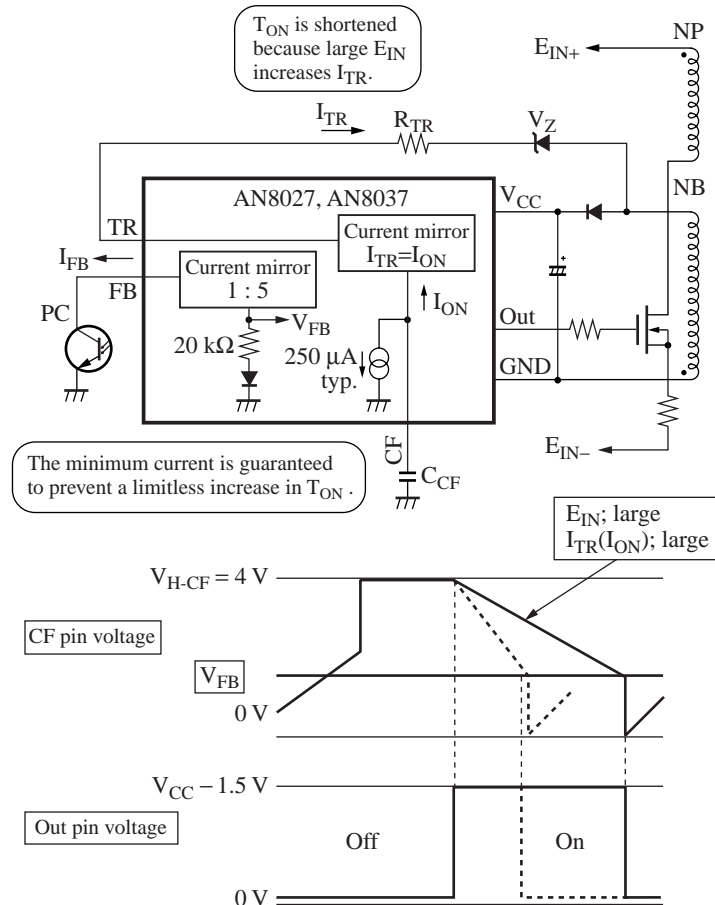 T_ON is shortened
because large E_IN
increases I_TR.
NP
E_IN+
I_TR
R_TR
V_Z
NB
AN8027, AN8037
V_CC
TR
Current mirror
I_TR=I_ON
I_FB
FB
Current mirror
1 : 5
I_ON
PC
V_FB
Out
20 kΩ
250 μA
typ.
GND
+
CF
E_IN−
The minimum current is guaranteed
to prevent a limitless increase in T_ON .
C_CF
E_IN; large
I_TR(I_ON); large
V_H-CF = 4 V
CF pin voltage
V_FB
0 V
V_CC − 1.5 V
Out pin voltage
Off
On
0 V